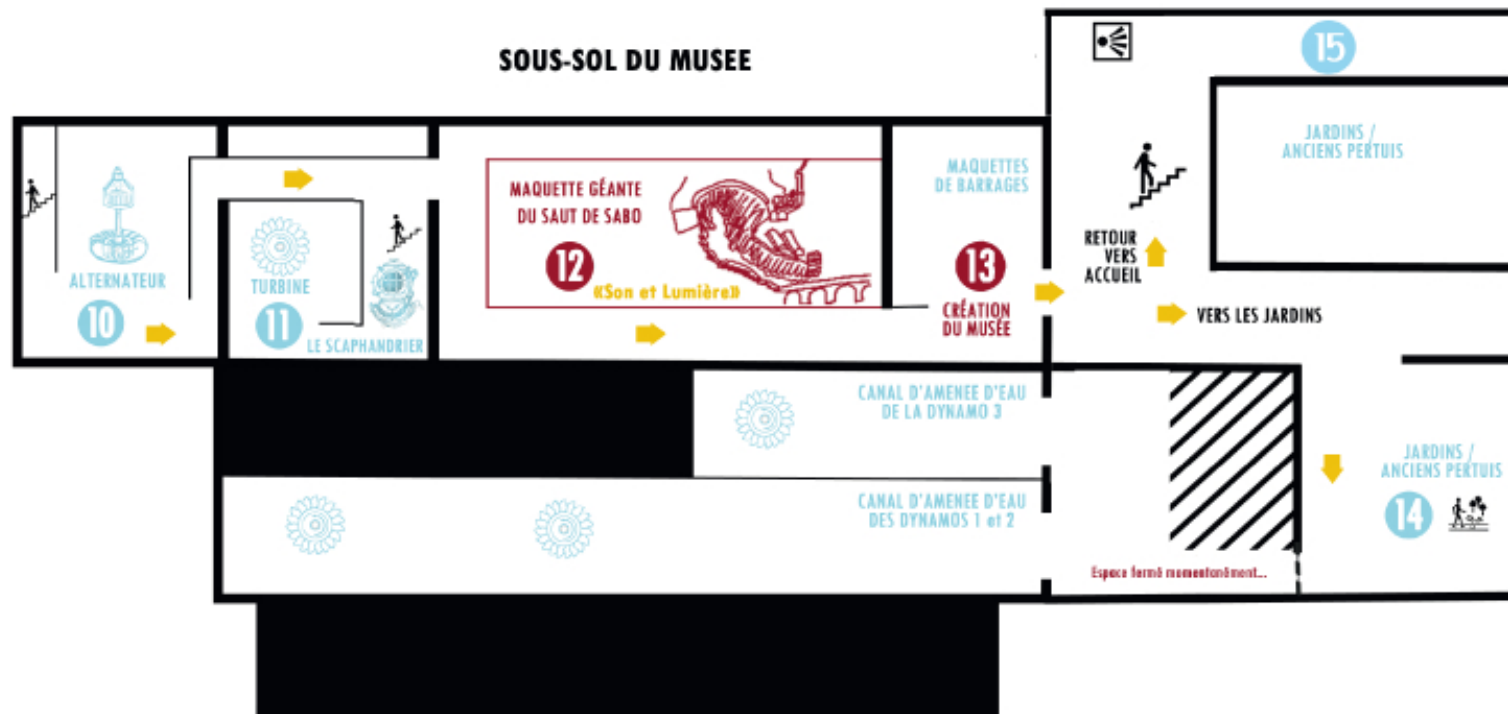 SOUS-SOL DU MUSEE
15
JARDINS /
ANCIENS PERTUIS
MAQUETTE GÉANTE
DU SAUT DE SABO
12
«Son et Lumière»
MAQUETTES
DE BARRAGES
13
CRÉATION
DU MUSÉE
RETOUR
VERS
ACCUEIL
VERS LES JARDINS
ALTERNATEUR
10
TURBINE
11
LE SCAPHANDRIER
CANAL D'AMENEE D'EAU
DE LA DYNAMO 3
CANAL D'AMENEE D'EAU
DES DYNAMOS 1 et 2
JARDINS /
ANCIENS PERTUIS
14
Espace fermé momentanément...